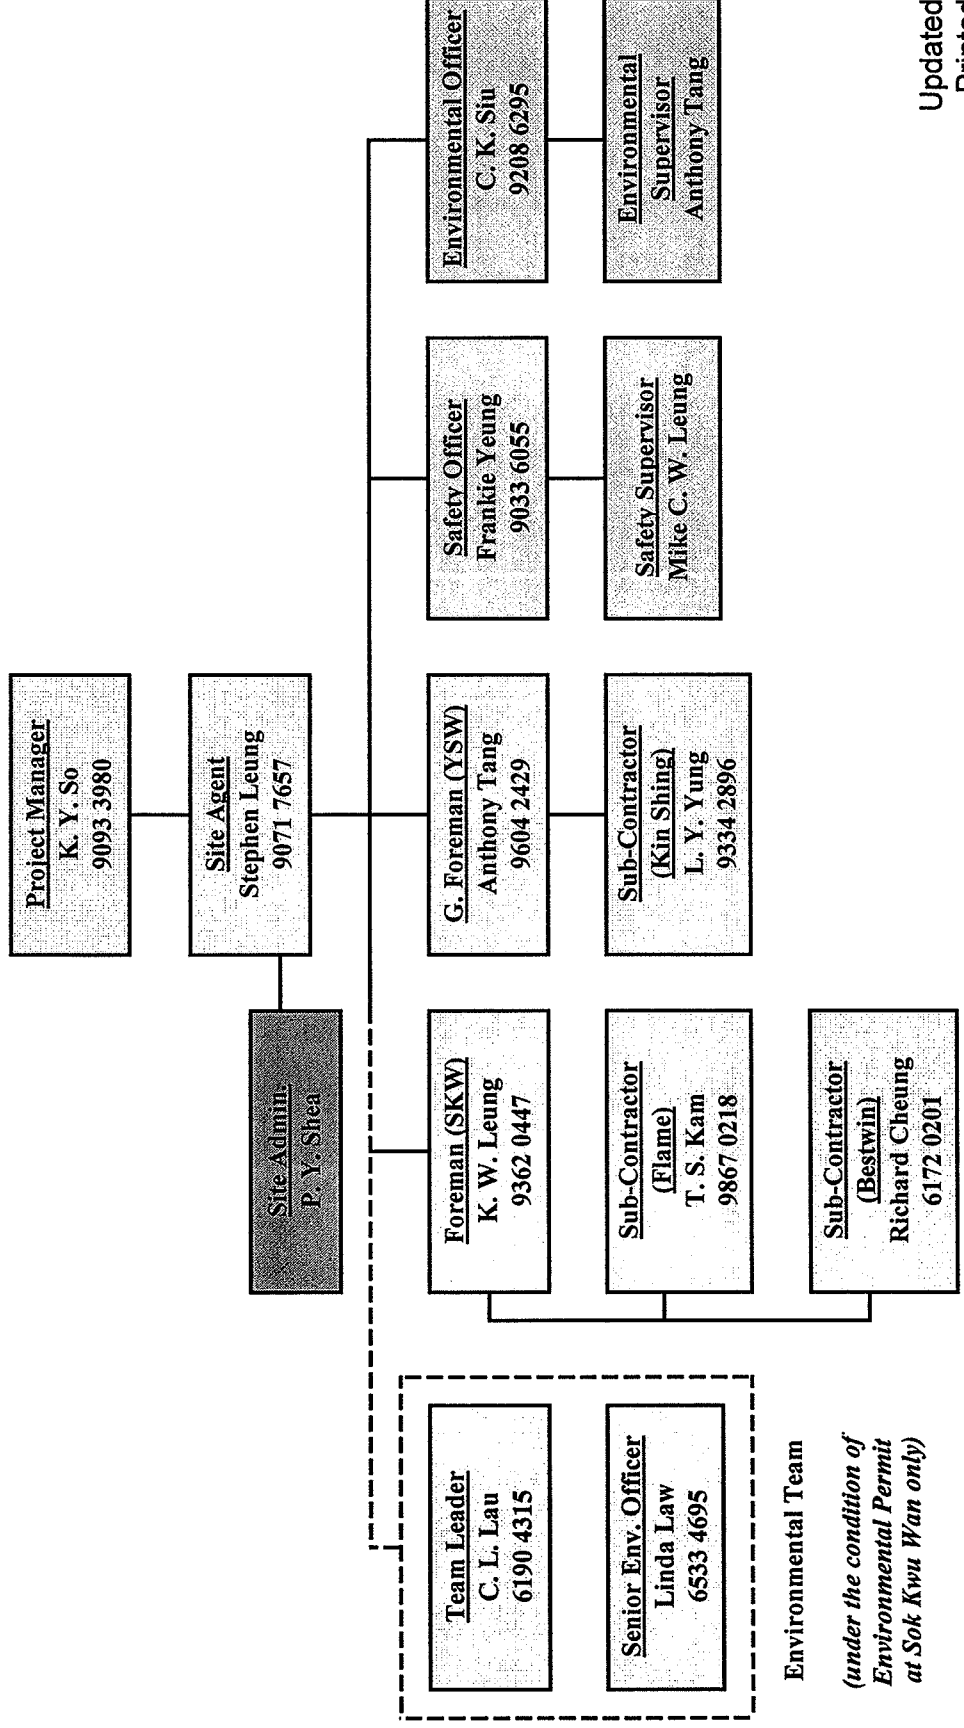 Project Manager
K. Y. So
9093 3980
Site Agent
Stephen Leung
9071 7657
Site Admin.
P. Y. Shea
Team Leader
C. L. Lau
6190 4315
Senior Env. Officer
Linda Law
6533 4695
Environmental Team
(under the condition of
Environmental Permit
at Sok Kwu Wan only)
Foreman (SKW)
K. W. Leung
9362 0447
Sub-Contractor
(Flame)
T. S. Kam
9867 0218
Sub-Contractor
(Bestwin)
Richard Cheung
6172 0201
G. Foreman (YSW)
Anthony Tang
9604 2429
Sub-Contractor
(Kin Shing)
L. Y. Yung
9334 2896
Safety Officer
Frankie Yeung
9033 6055
Safety Supervisor
Mike C. W. Leung
Environmental Officer
C. K. Siu
9208 6295
Environmental
Supervisor
Anthony Tang
Updated
Printed